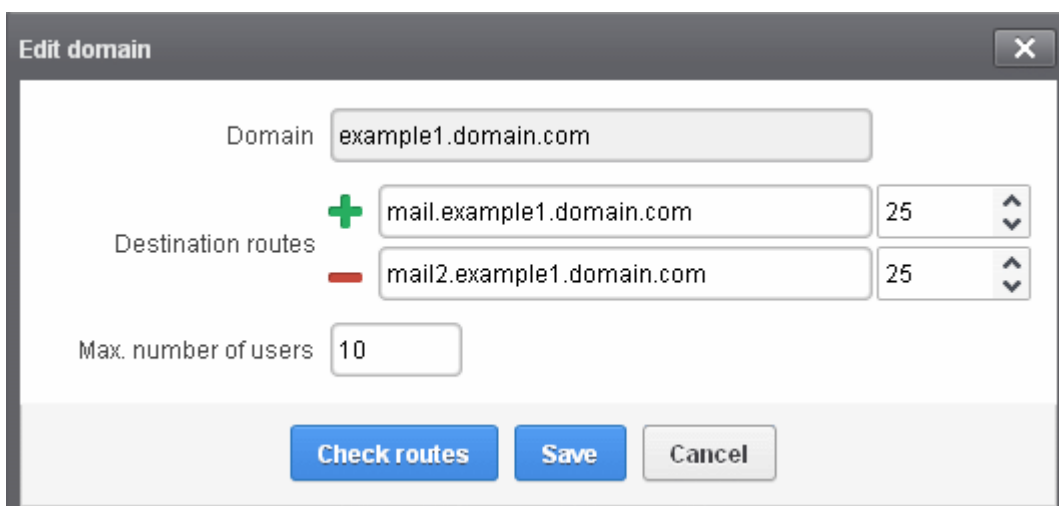 Edit domain
Domain example1.domain.com
mail.example1.domain.com 25
Destination routes
mail2.example1.domain.com 25
Max. number of users 10
Check routes Save Cancel